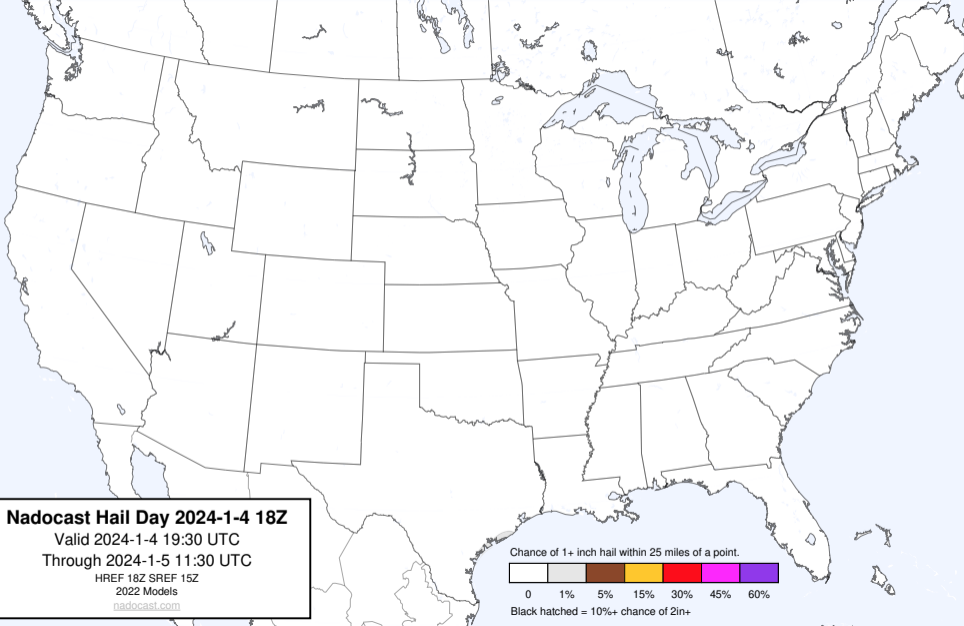 Nadocast Hail Day 2024-1-4 18Z
Valid 2024-1-4 19:30 UTC
Through 2024-1-5 11:30 UTC
HREF 18Z SREF 15Z
2022 Models
nadocast.com
Chance of 1+ inch hail within 25 miles of a point.
0 1% 5% 15% 30% 45% 60%
Black hatched = 10%+ chance of 2in+